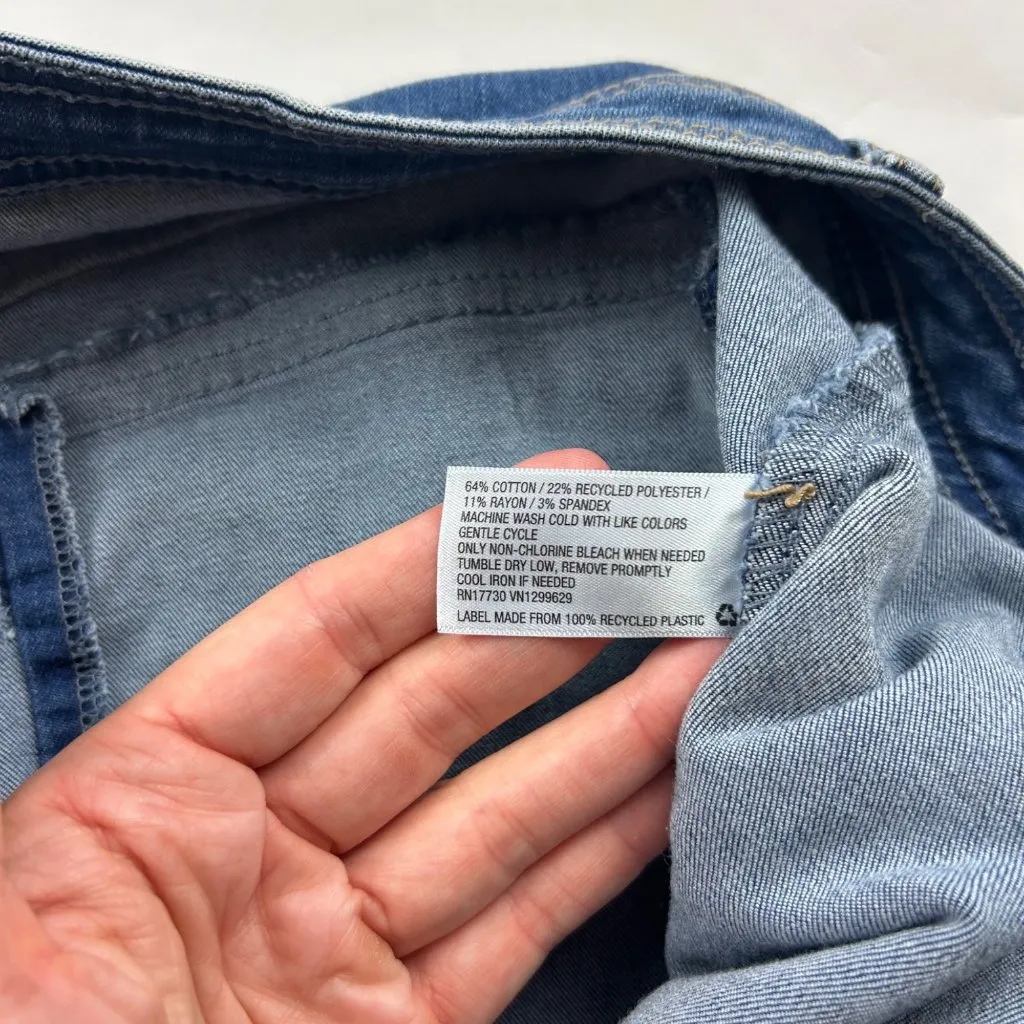 64% COTTON / 22% RECYCLED POLYESTER /
11% RAYON / 3% SPANDEX
MACHINE WASH COLD WITH LIKE COLORS
GENTLE CYCLE
ONLY NON-CHLORINE BLEACH WHEN NEEDED
TUMBLE DRY LOW, REMOVE PROMPTLY
COOL IRON IF NEEDED
RN17730 VN1299629
LABEL MADE FROM 100% RECYCLED PLASTIC